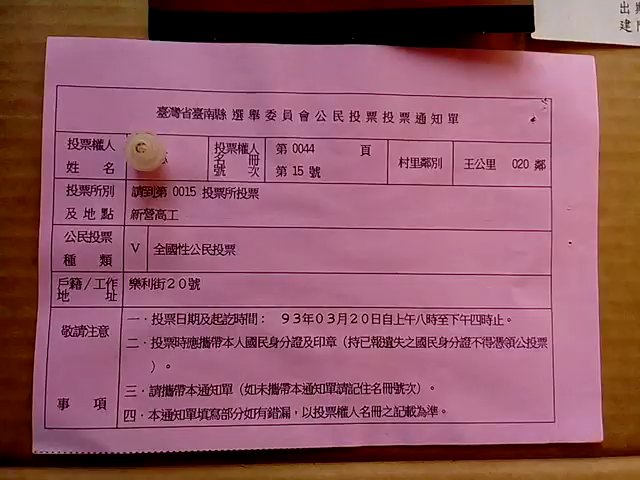 臺灣省臺南縣選舉委員會公民投票投票通知單
投票權人
姓名
投票權人
名冊
號次
第 0044 頁
第 15 號
村里鄰別
王公里 020 鄰
投票所別
及地點
請到第 0015 投票所投票
新營高工
公民投票
種類
V
全國性公民投票
戶籍/工作
地址
樂利街20號
敬請注意
事項
一．投票日期及起訖時間： 93年03月20日自上午八時至下午四時止。
二．投票時應攜帶本人國民身分證及印章（持已報遺失之國民身分證不得憑領公投票
）。
三．請攜帶本通知單（如未攜帶本通知單請記住名冊號次）。
四．本通知單填寫部分如有錯漏，以投票權人名冊之記載為準。